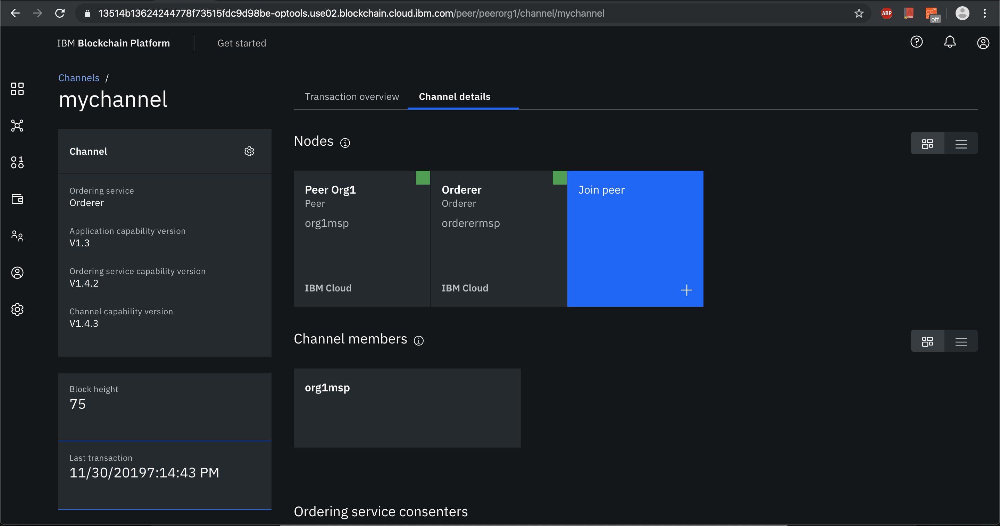 13514b13624244778f73515fdc9d98be-optools.use02.blockchain.cloud.ibm.com/peer/peerorg1/channel/mychannel
ABP
off
IBM Blockchain Platform
Get started
Channels /
mychannel
Transaction overview
Channel details
Channel
Ordering service
Orderer
Application capability version
V1.3
Ordering service capability version
V1.4.2
Channel capability version
V1.4.3
Block height
75
Last transaction
11/30/20197:14:43 PM
Nodes
Peer Org1
Peer
org1msp
IBM Cloud
Orderer
Orderer
orderermsp
IBM Cloud
Join peer
Channel members
org1msp
Ordering service consenters